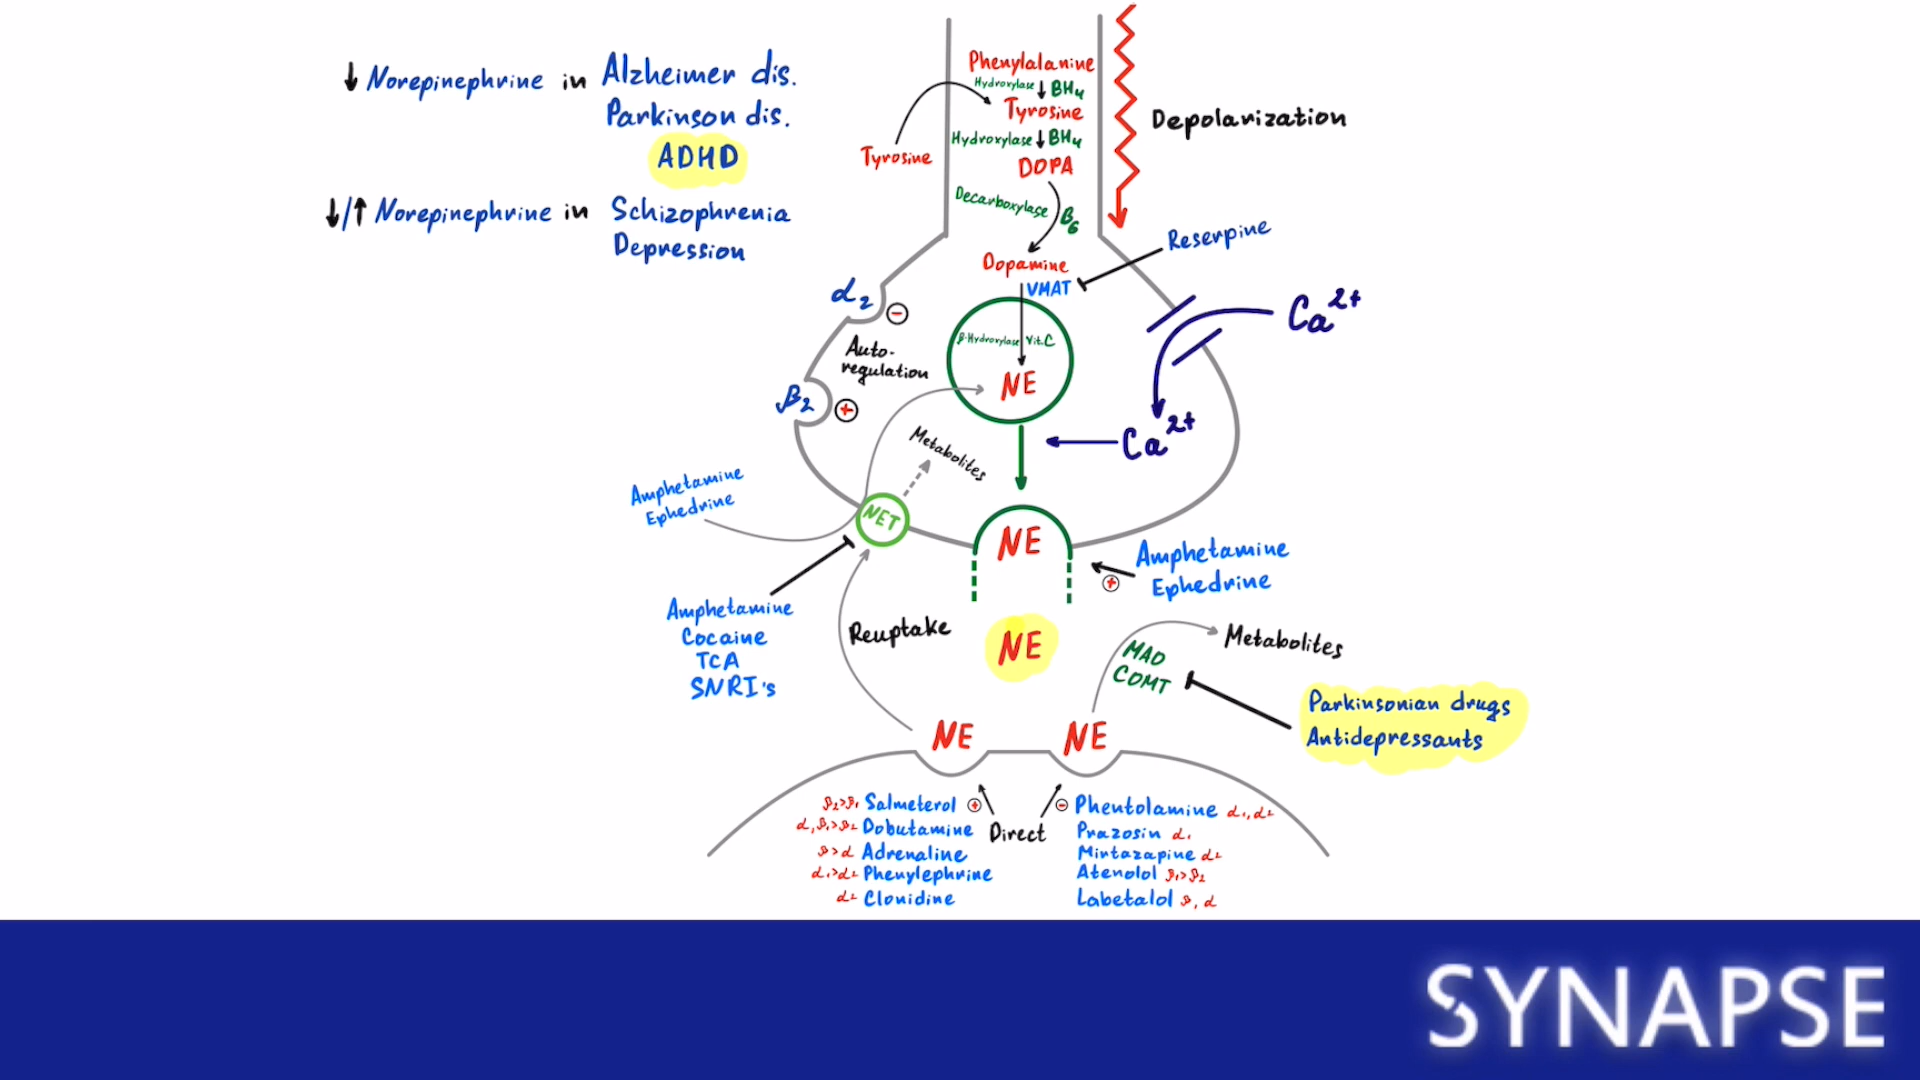 ↓ Norepinephrine in Alzheimer dis.
Parkinson dis.
ADHD
↓/↑ Norepinephrine in Schizophrenia
Depression
Phenylalanine
Hydroxylase ↓ BH4
Tyrosine
Hydroxylase ↓ BH4
Tyrosine
DOPA
Decarboxylase B6
Dopamine
VMAT
Depolarization
Reserpine
Ca2+
Ca2+
α2
−
Auto-
regulation
β2
+
β-Hydroxylase Vit.C
NE
Metabolites
Amphetamine
Ephedrine
NET
NE
Amphetamine
Ephedrine
+
Amphetamine
Cocaine
TCA
SNRI's
Reuptake
NE
MAO
COMT
Metabolites
Parkinsonian drugs
Antidepressants
NE
NE
β2>β1 Salmeterol +
α,β1>β2 Dobutamine
β>α Adrenaline
α1>α2 Phenylephrine
α2 Clonidine
Direct
− Phentolamine α1,α2
Prazosin α1
Mirtazapine α2
Atenolol β1>β2
Labetalol β,α
SYNAPSE